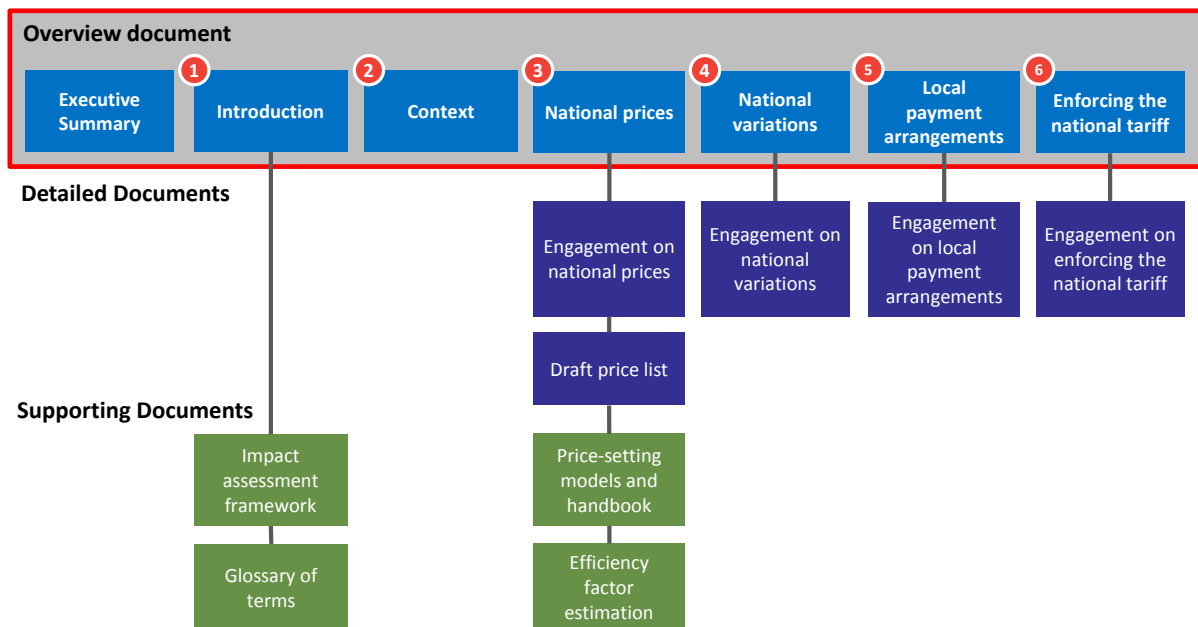 Overview document
1
2
3
4
5
6
Executive
Summary
Introduction
Context
National prices
National
variations
Local
payment
arrangements
Enforcing the
national tariff
Detailed Documents
Engagement on
national prices
Engagement on
national
variations
Engagement
on local
payment
arrangements
Engagement on
enforcing the
national tariff
Draft price list
Supporting Documents
Impact
assessment
framework
Price-setting
models and
handbook
Glossary of
terms
Efficiency
factor
estimation